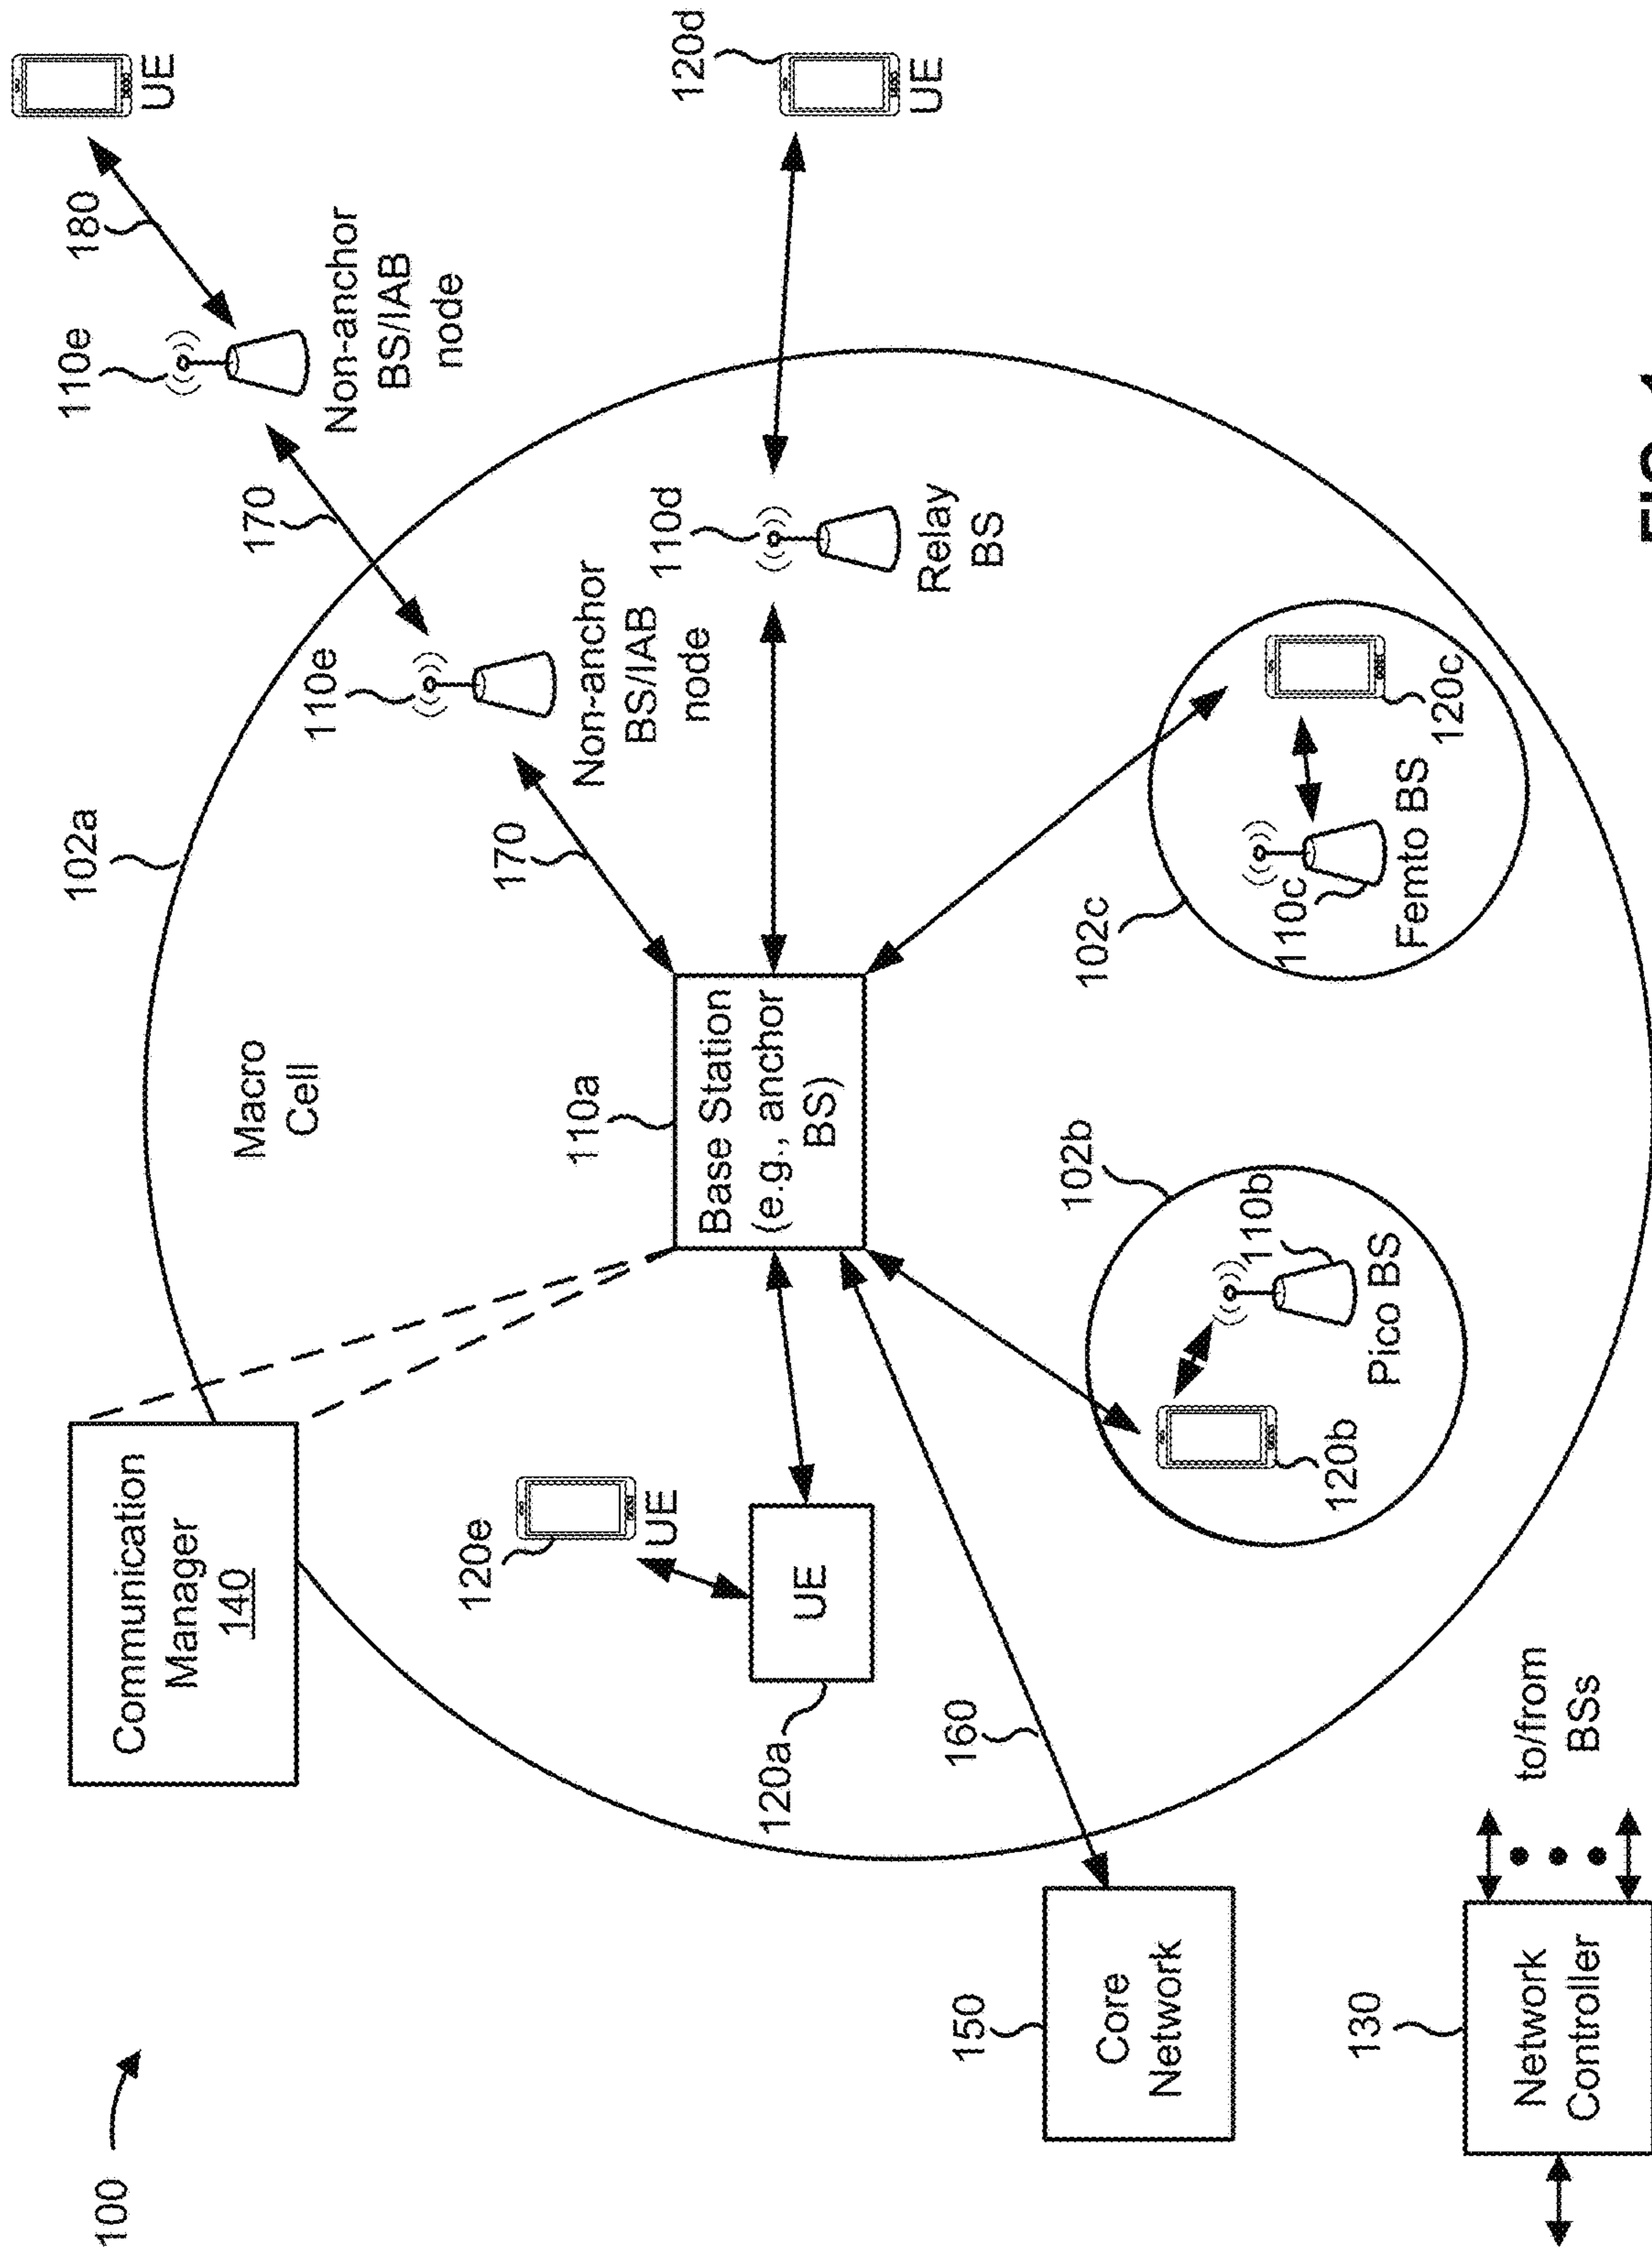 100
Communication
Manager
140
102a
Macro
Cell
110e
Non-anchor
BS/IAB
node
180
UE
170
110e
Non-anchor
BS/IAB
node
170
120e
UE
UE
120a
110a
Base Station
(e.g., anchor
BS)
110d
Relay
BS
120d
UE
160
150
Core
Network
102b
110b
Pico BS
120b
102c
110c
Femto BS
120c
130
Network
Controller
to/from
BSs